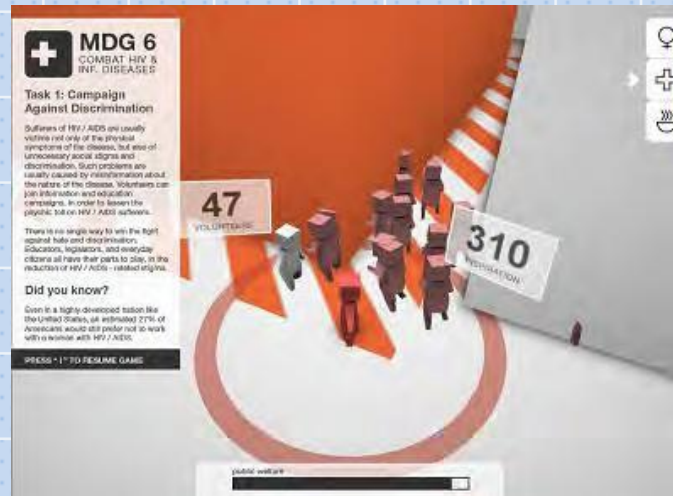 MDG 6
COMBAT HIV &
INF. DISEASES
Task 1: Campaign
Against Discrimination
Sufferers of HIV / AIDS are usually
victims not only of the physical
symptoms of the disease, but also of
unnecessary social stigma and
discrimination. Such problems are
usually caused by misinformation about
the nature of the disease. Volunteers can
join information and education
campaigns, in order to lessen the
psychic toll on HIV / AIDS sufferers.
There is no single way to win the fight
against hate and discrimination.
Educators, legislators, and everyday
citizens all have their parts to play, in the
reduction of HIV / AIDS - related stigma.
Did you know?
Even in a highly developed nation like
the United States, an estimated 27% of
Americans would still prefer not to work
with a woman with HIV / AIDS.
PRESS " I " TO RESUME GAME
47
VOLUNTEERS
310
INSPIRATION
public welfare